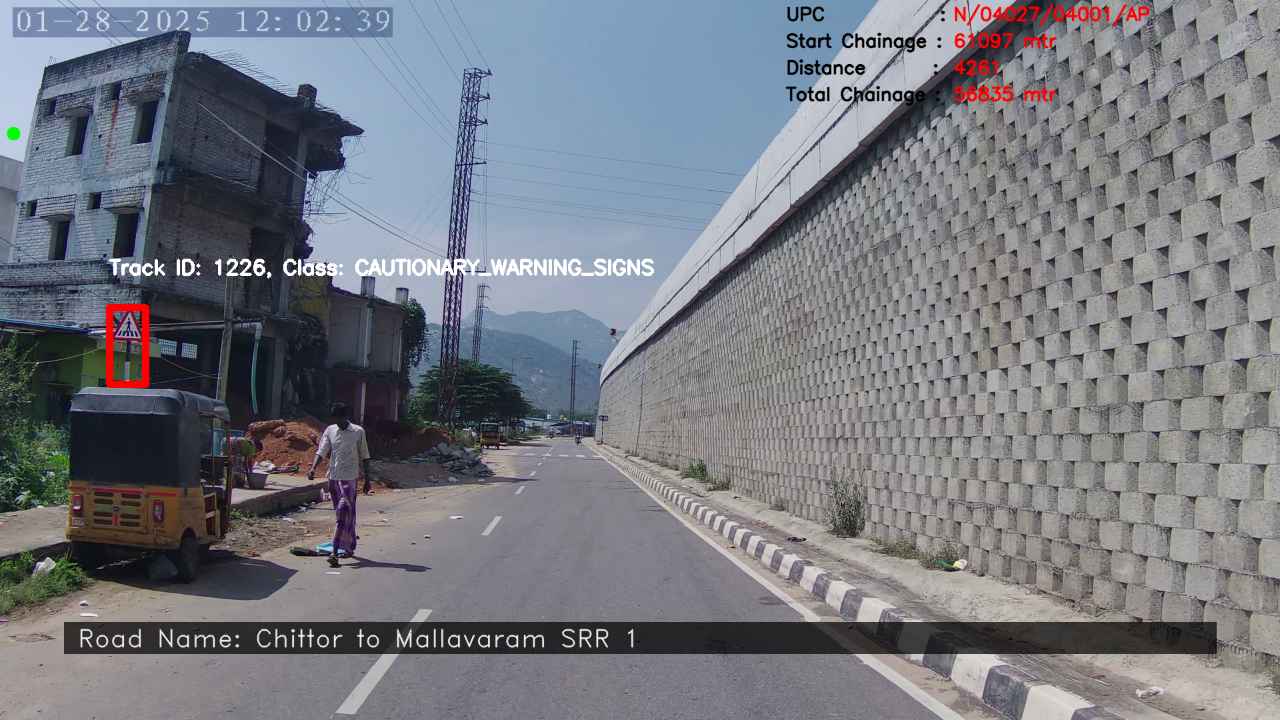 01-28-2025 12:02:39
UPC : N/04027/04001/AP
Start Chainage : 61097 mtr
Distance : 4261
Total Chainage : 56835 mtr
Track ID: 1226, Class: CAUTIONARY_WARNING_SIGNS
Road Name: Chittor to Mallavaram SRR 1